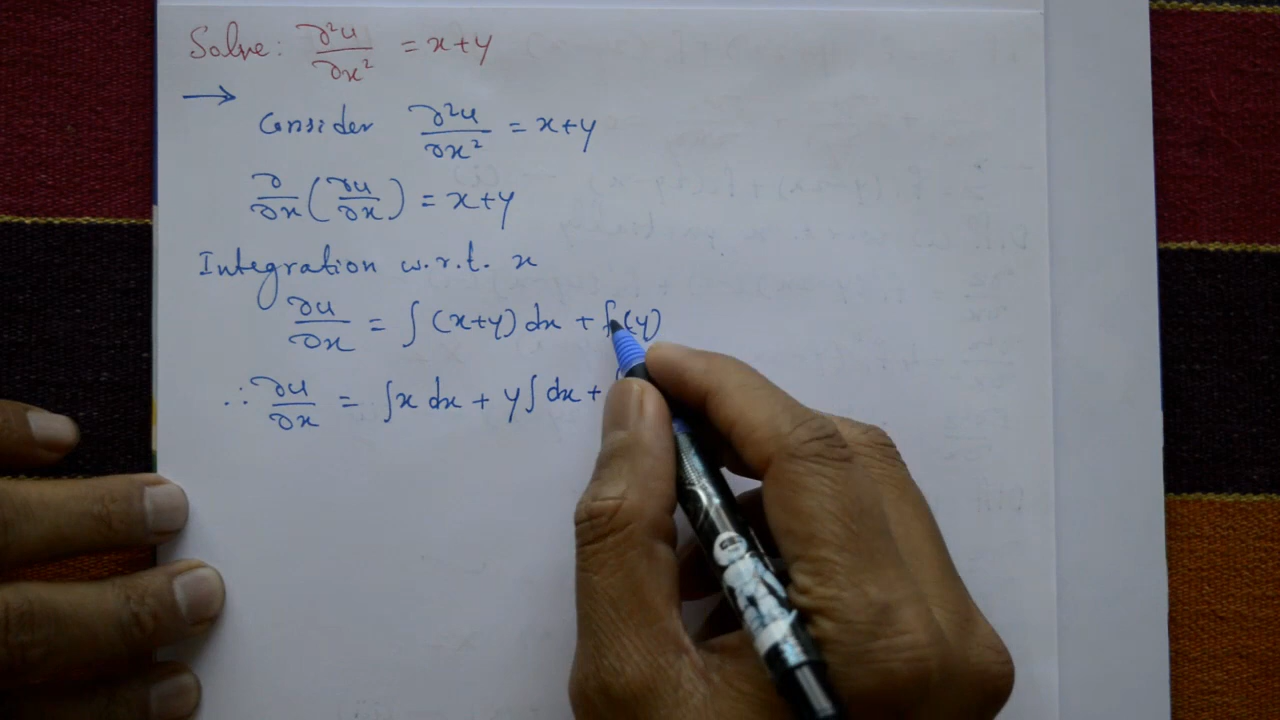 Solve: ∂²u/∂x² = x+y
→
Consider ∂²u/∂x² = x+y
∂/∂x (∂u/∂x) = x+y
Integration w.r.t. x
∂u/∂x = ∫ (x+y) dx + f(y)
∴ ∂u/∂x = ∫x dx + y∫ dx +